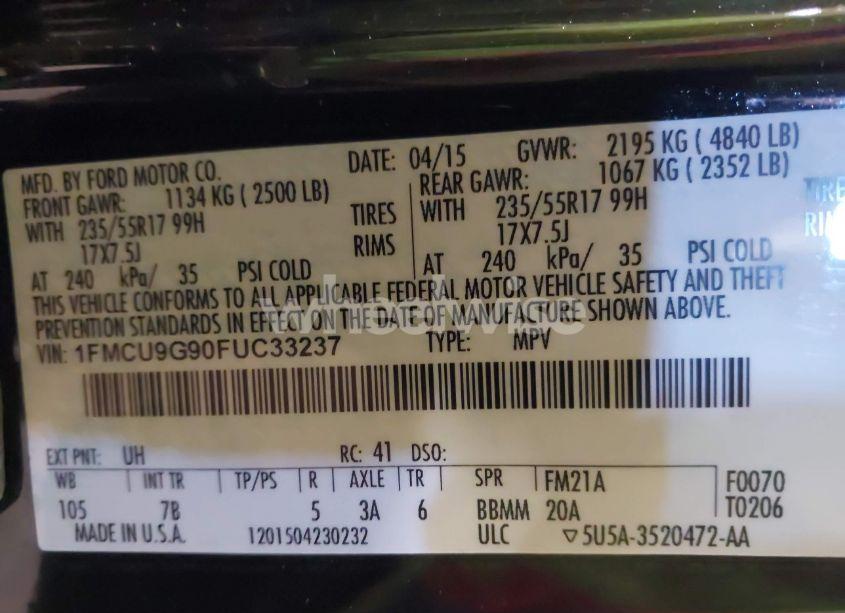 MFD. BY FORD MOTOR CO. DATE: 04/15 GVWR: 2195 KG ( 4840 LB)
FRONT GAWR: 1134 KG ( 2500 LB) REAR GAWR: 1067 KG ( 2352 LB)
WITH 235/55R17 99H TIRES WITH 235/55R17 99H TIRE
17X7.5J RIMS 17X7.5J RI
AT 240 kPa/ 35 PSI COLD AT 240 kPa/ 35 PSI COLD
THIS VEHICLE CONFORMS TO ALL APPLICABLE FEDERAL MOTOR VEHICLE SAFETY AND THEFT
PREVENTION STANDARDS IN EFFECT ON THE DATE OF MANUFACTURE SHOWN ABOVE.
VIN: 1FMCU9G90FUC33237 TYPE: MPV
EXT PNT: UH RC: 41 DSO:
WB INT TR TP/PS R AXLE TR SPR FM21A F0070
105 7B 5 3A 6 BBMM 20A T0206
MADE IN U.S.A. 1201504230232 ULC ▽5U5A-3520472-AA